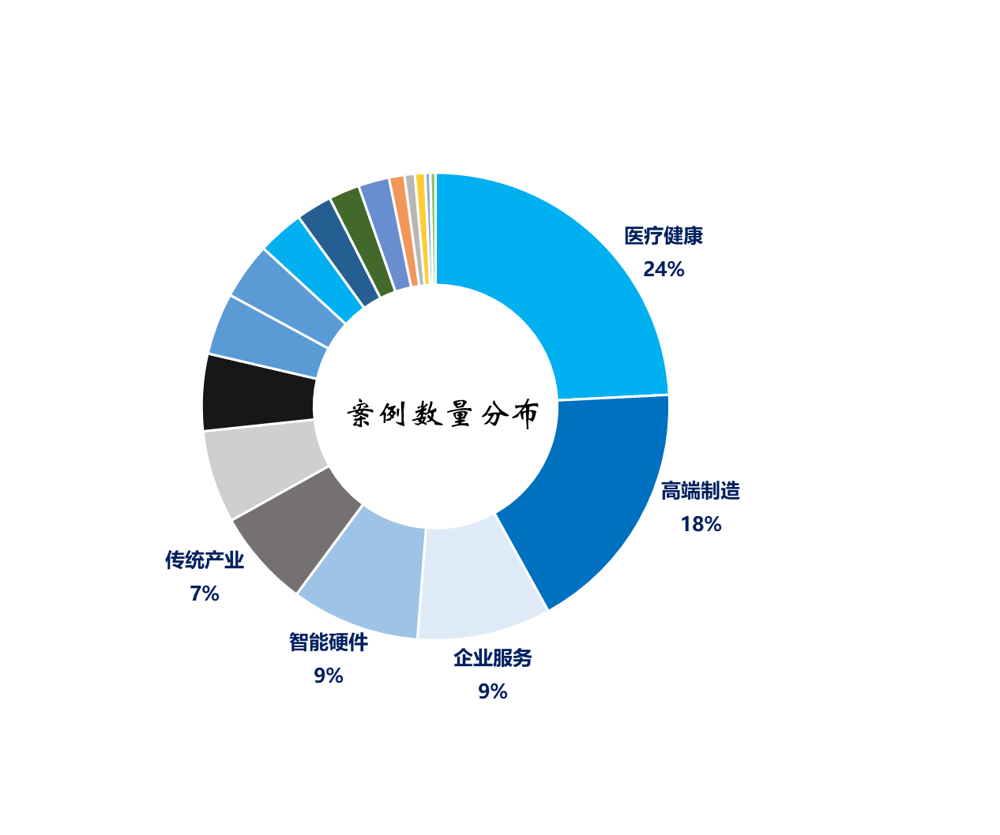 医疗健康
24%
案例数量分布
高端制造
18%
传统产业
7%
智能硬件
9%
企业服务
9%